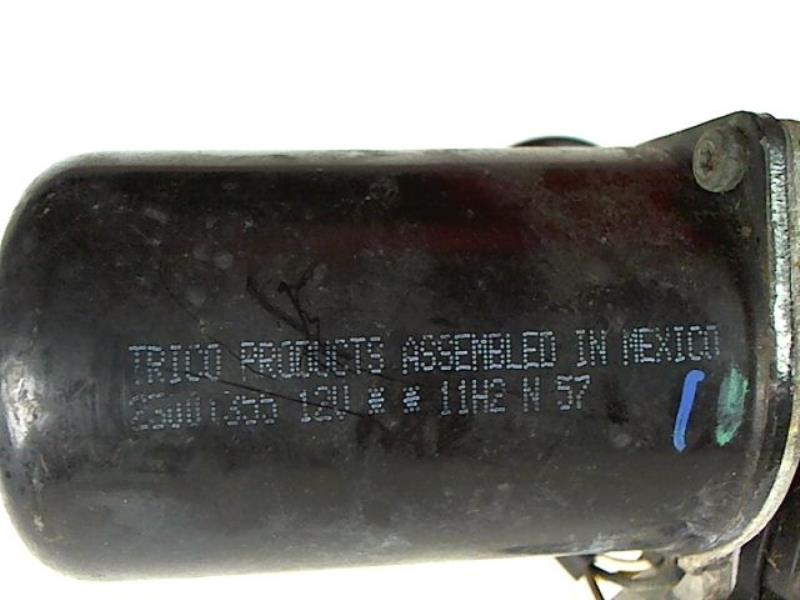 TRICO PRODUCTS ASSEMBLED IN MEXICO
12V * * 11H2 N 57